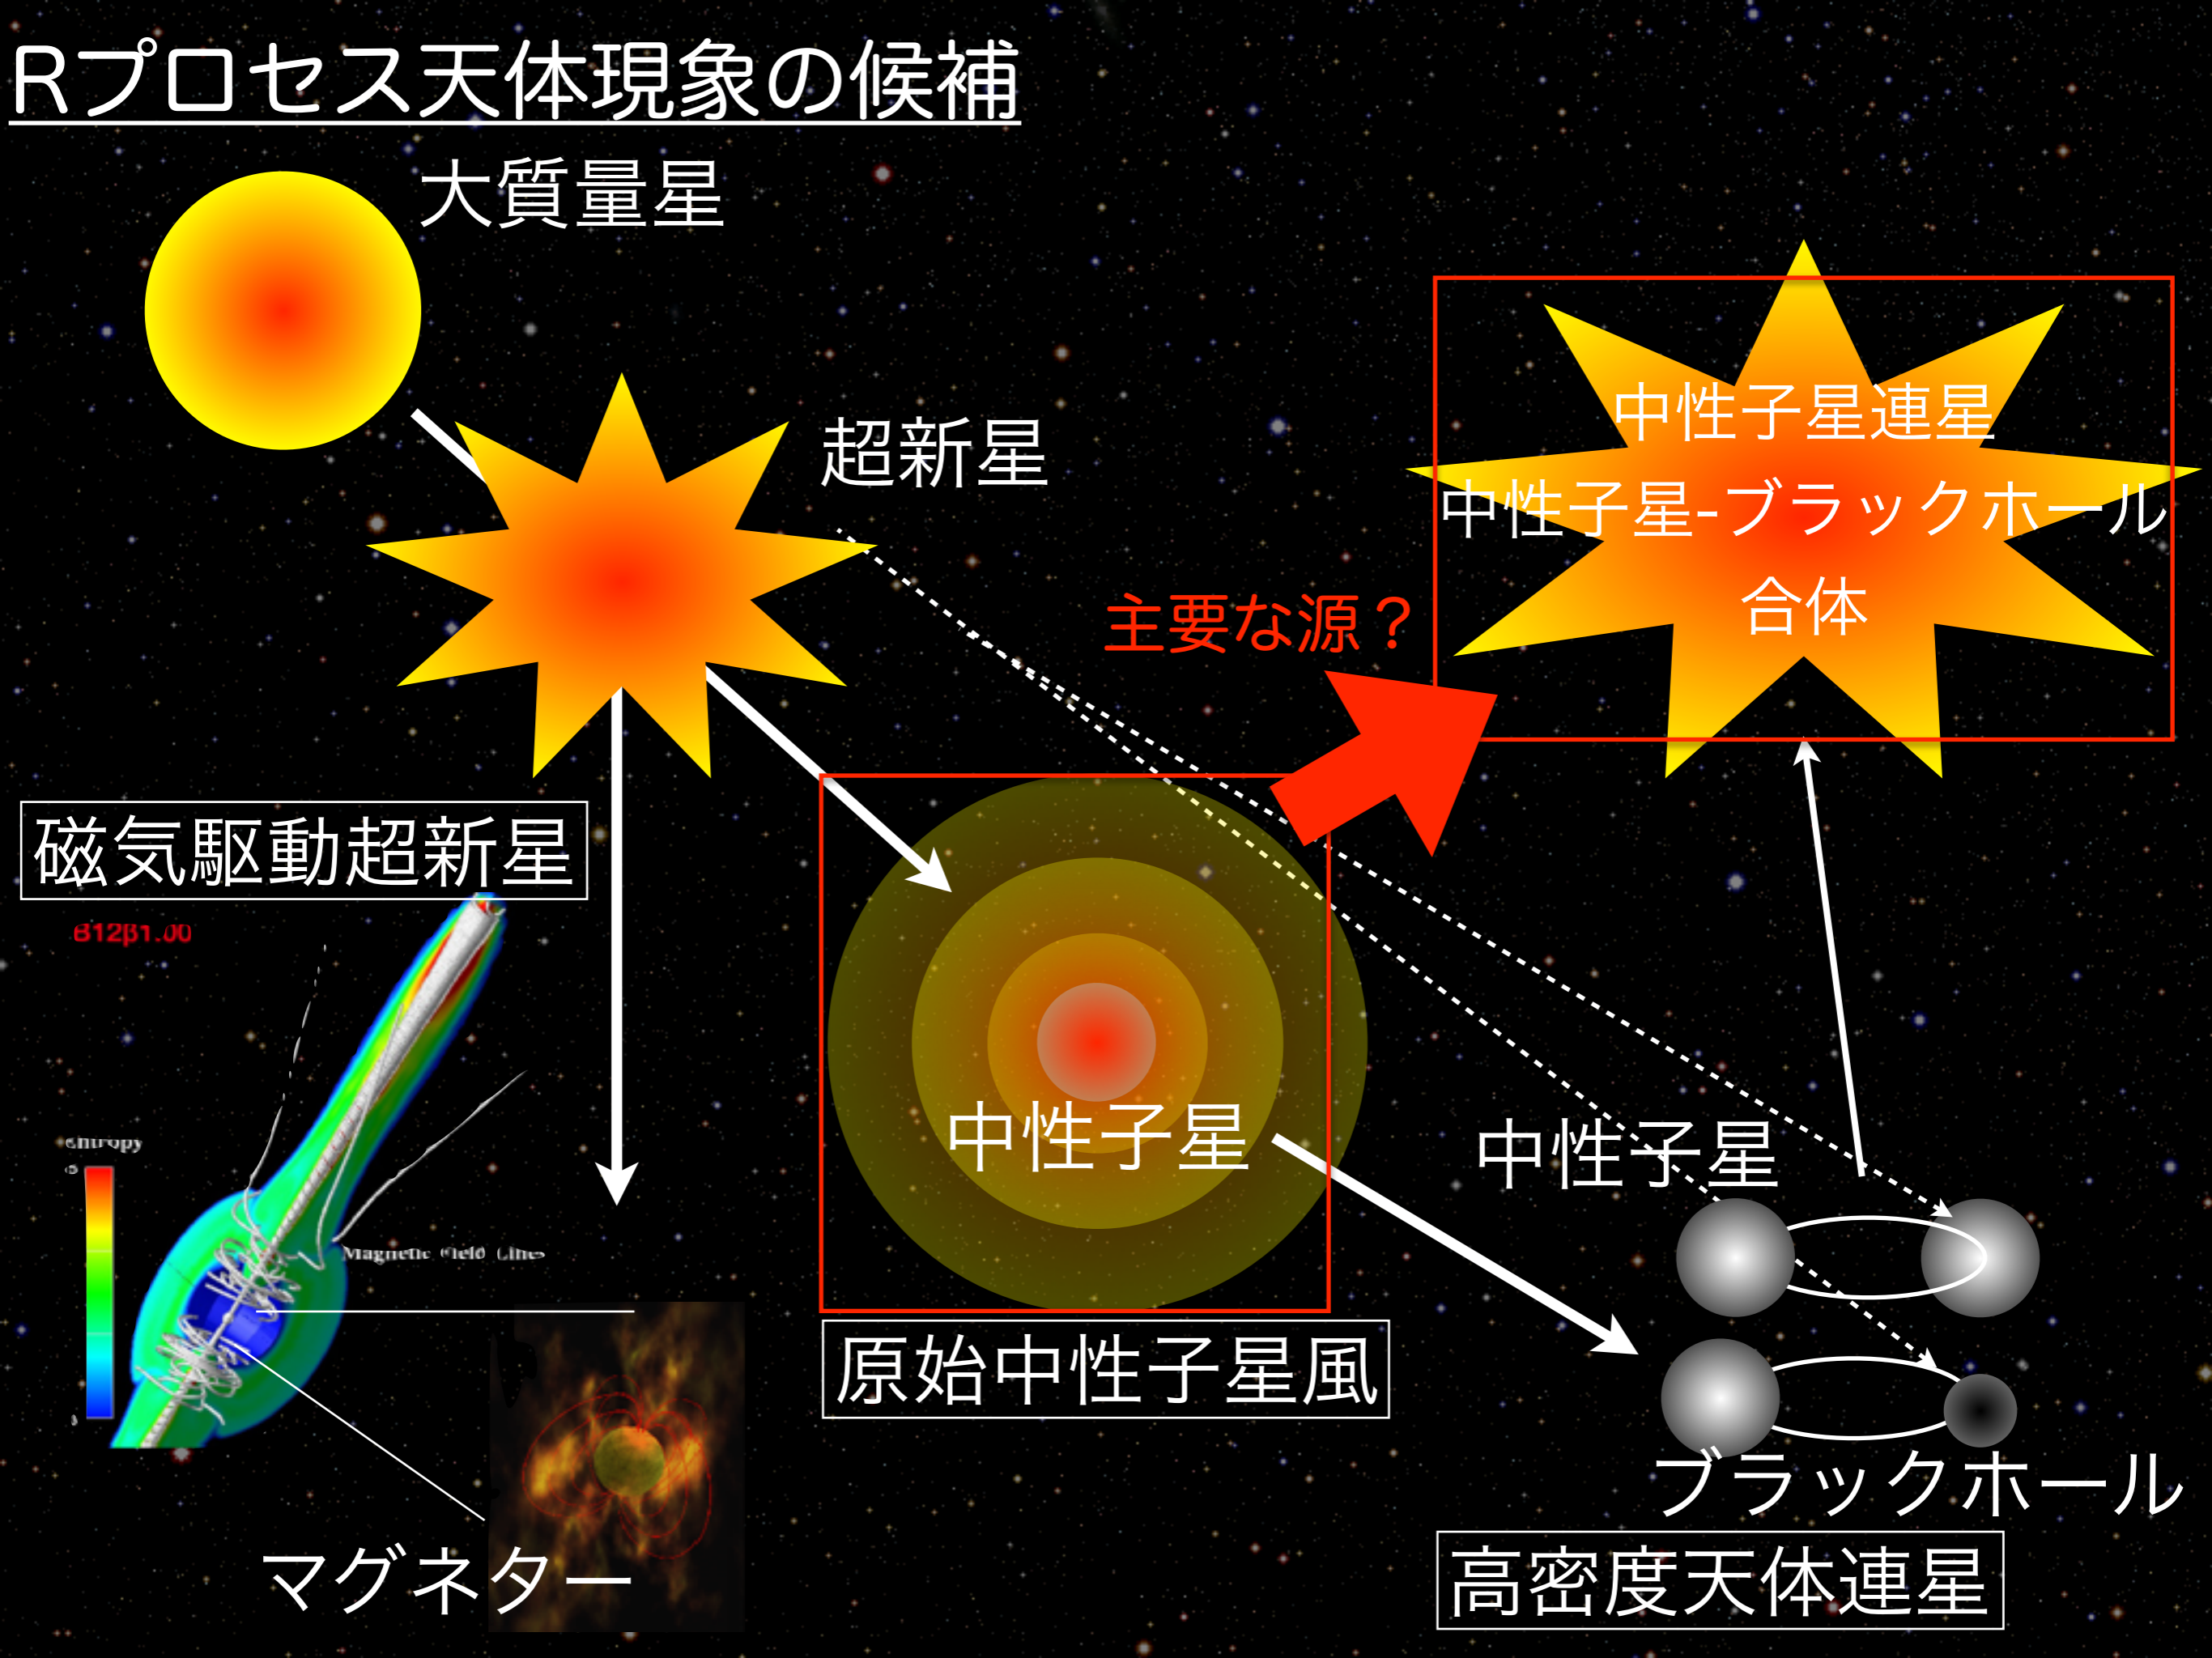 Rプロセス天体現象の候補
大質量星
超新星
中性子星連星
中性子星-ブラックホール
合体
主要な源？
磁気駆動超新星
B12β1.00
entropy
Magnetic Field Lines
中性子星
中性子星
原始中性子星風
ブラックホール
マグネター
高密度天体連星